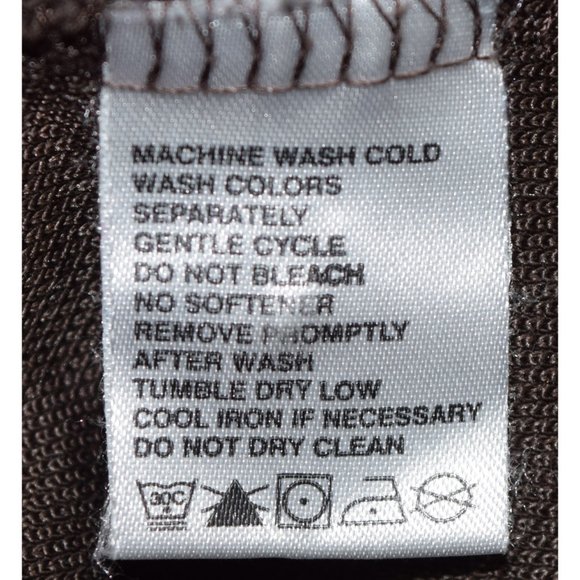 MACHINE WASH COLD
WASH COLORS
SEPARATELY
GENTLE CYCLE
DO NOT BLEACH
NO SOFTENER
REMOVE PROMPTLY
AFTER WASH
TUMBLE DRY LOW
COOL IRON IF NECESSARY
DO NOT DRY CLEAN
30C